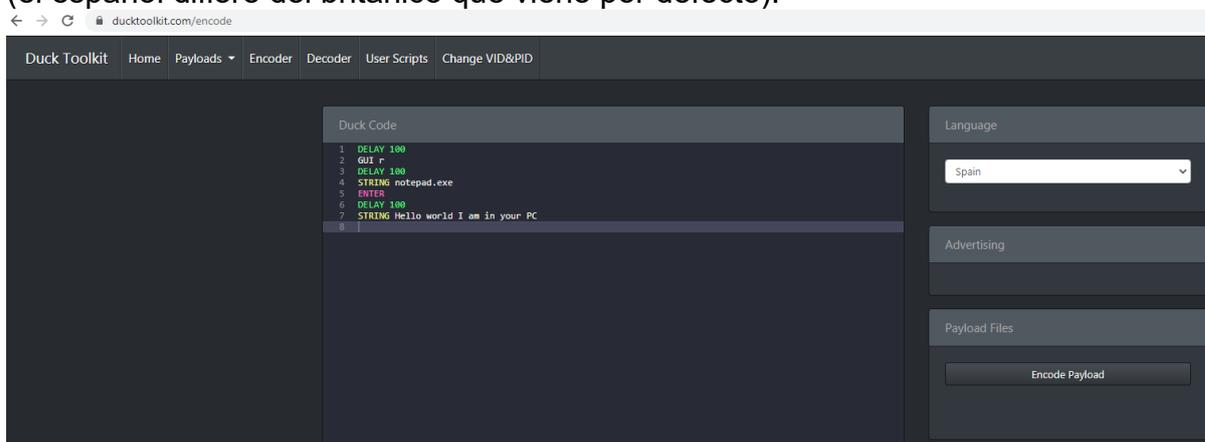 (el español difiere del británico que viene por defecto).
ducktoolkit.com/encode
Duck Toolkit Home Payloads Encoder Decoder User Scripts Change VID&PID
Duck Code
1 DELAY 100
2 GUI r
3 DELAY 100
4 STRING notepad.exe
5 ENTER
6 DELAY 100
7 STRING Hello world I am in your PC
8
Language
Spain
Advertising
Payload Files
Encode Payload